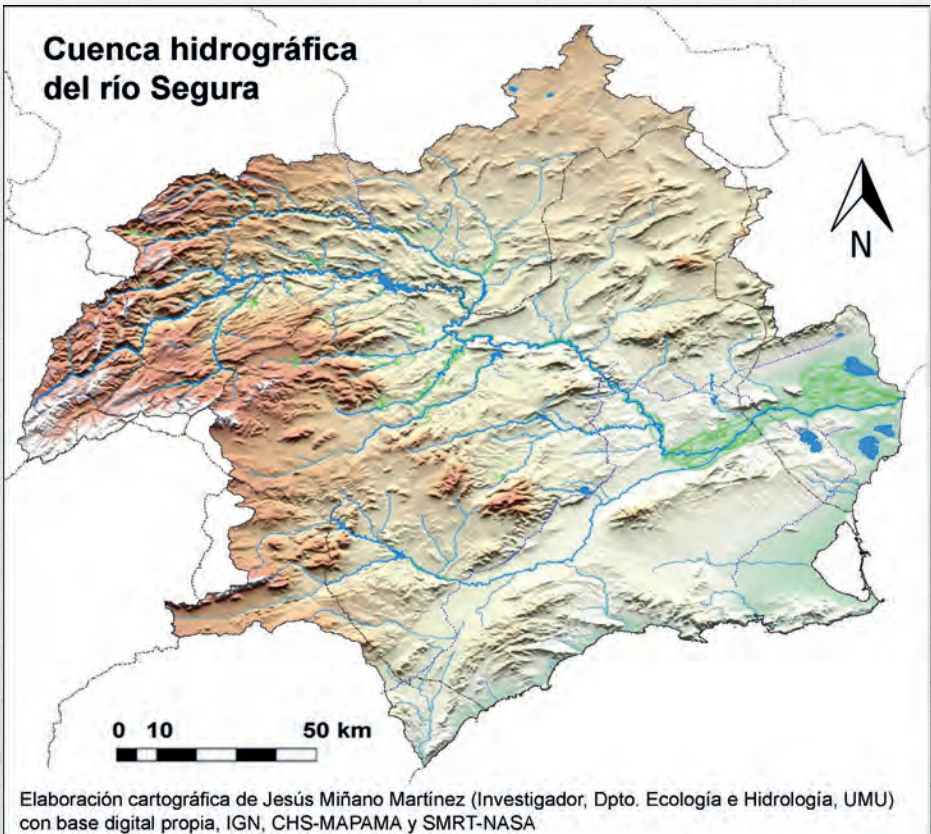 Cuenca hidrográfica
del río Segura
N
0 10 50 km
Elaboración cartográfica de Jesús Miñano Martínez (Investigador, Dpto. Ecología e Hidrología, UMU)
con base digital propia, IGN, CHS-MAPAMA y SMRT-NASA